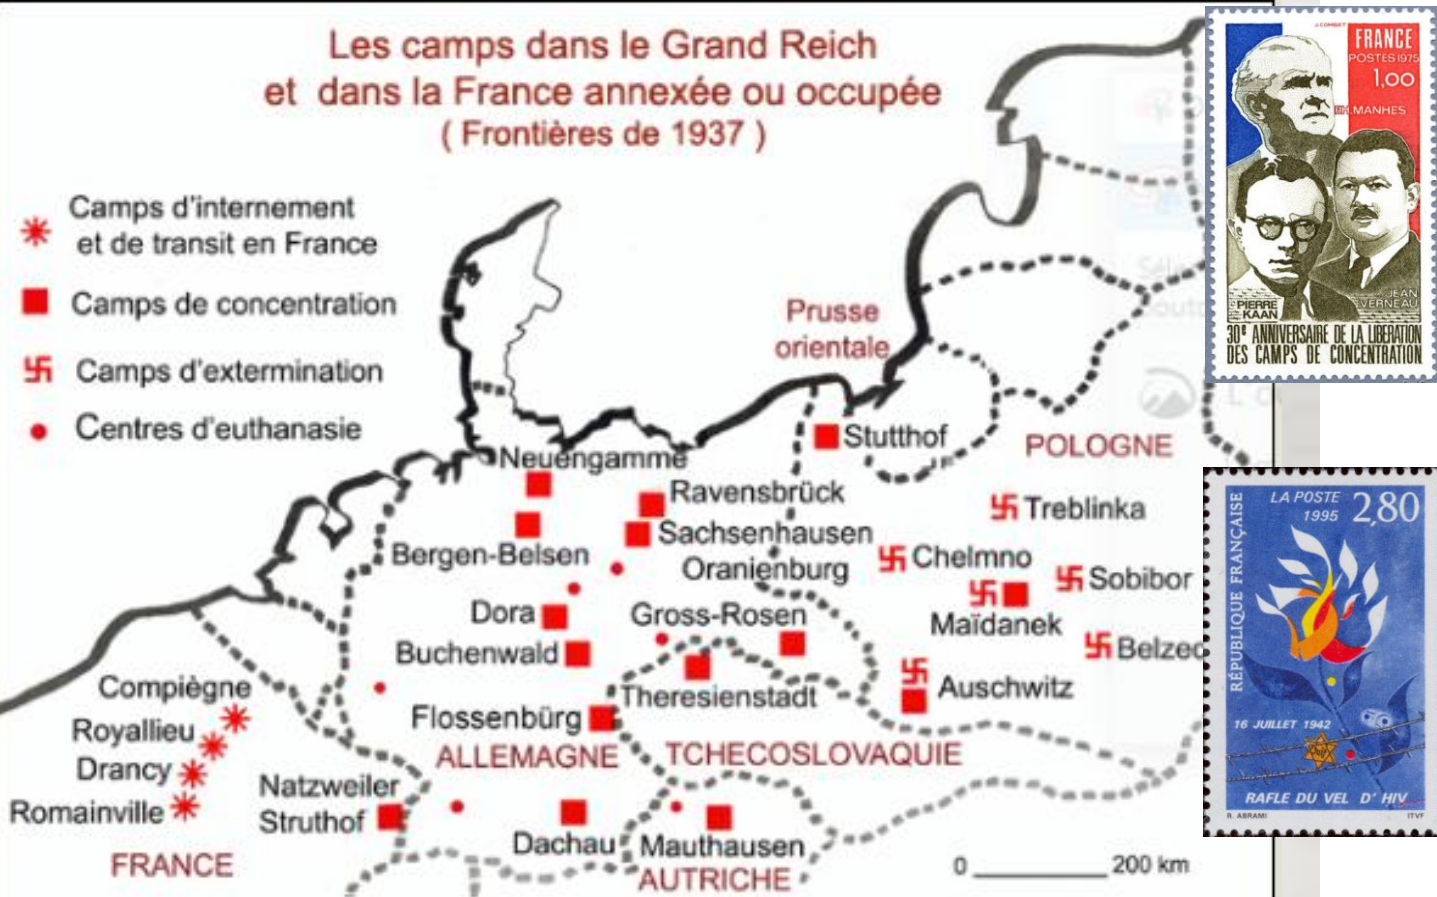 Les camps dans le Grand Reich
et dans la France annexée ou occupée
( Frontières de 1937 )
Camps d'internement
et de transit en France
Camps de concentration
Camps d'extermination
Centres d'euthanasie
Prusse
orientale
Stutthof
POLOGNE
Neuengamme
Ravensbrück
Treblinka
Sachsenhausen
Bergen-Belsen
Oranienburg
Chelmno
Sobibor
Dora
Gross-Rosen
Maïdanek
Buchenwald
Belzec
Compiègne
Theresienstadt
Auschwitz
Royallieu
Flossenbürg
Drancy
ALLEMAGNE
TCHECOSLOVAQUIE
Natzweiler
Struthof
Romainville
Dachau
Mauthausen
FRANCE
AUTRICHE
0 200 km
J.COMBET
FRANCE
POSTES 1975
1,00
MANHES
JEAN
VERNEAU
PIERRE
KAAN
30e ANNIVERSAIRE DE LA LIBERATION
DES CAMPS DE CONCENTRATION
RÉPUBLIQUE FRANÇAISE
LA POSTE
1995
2,80
16 JUILLET 1942
RAFLE DU VEL D' HIV
R. ABRAMI
ITVF